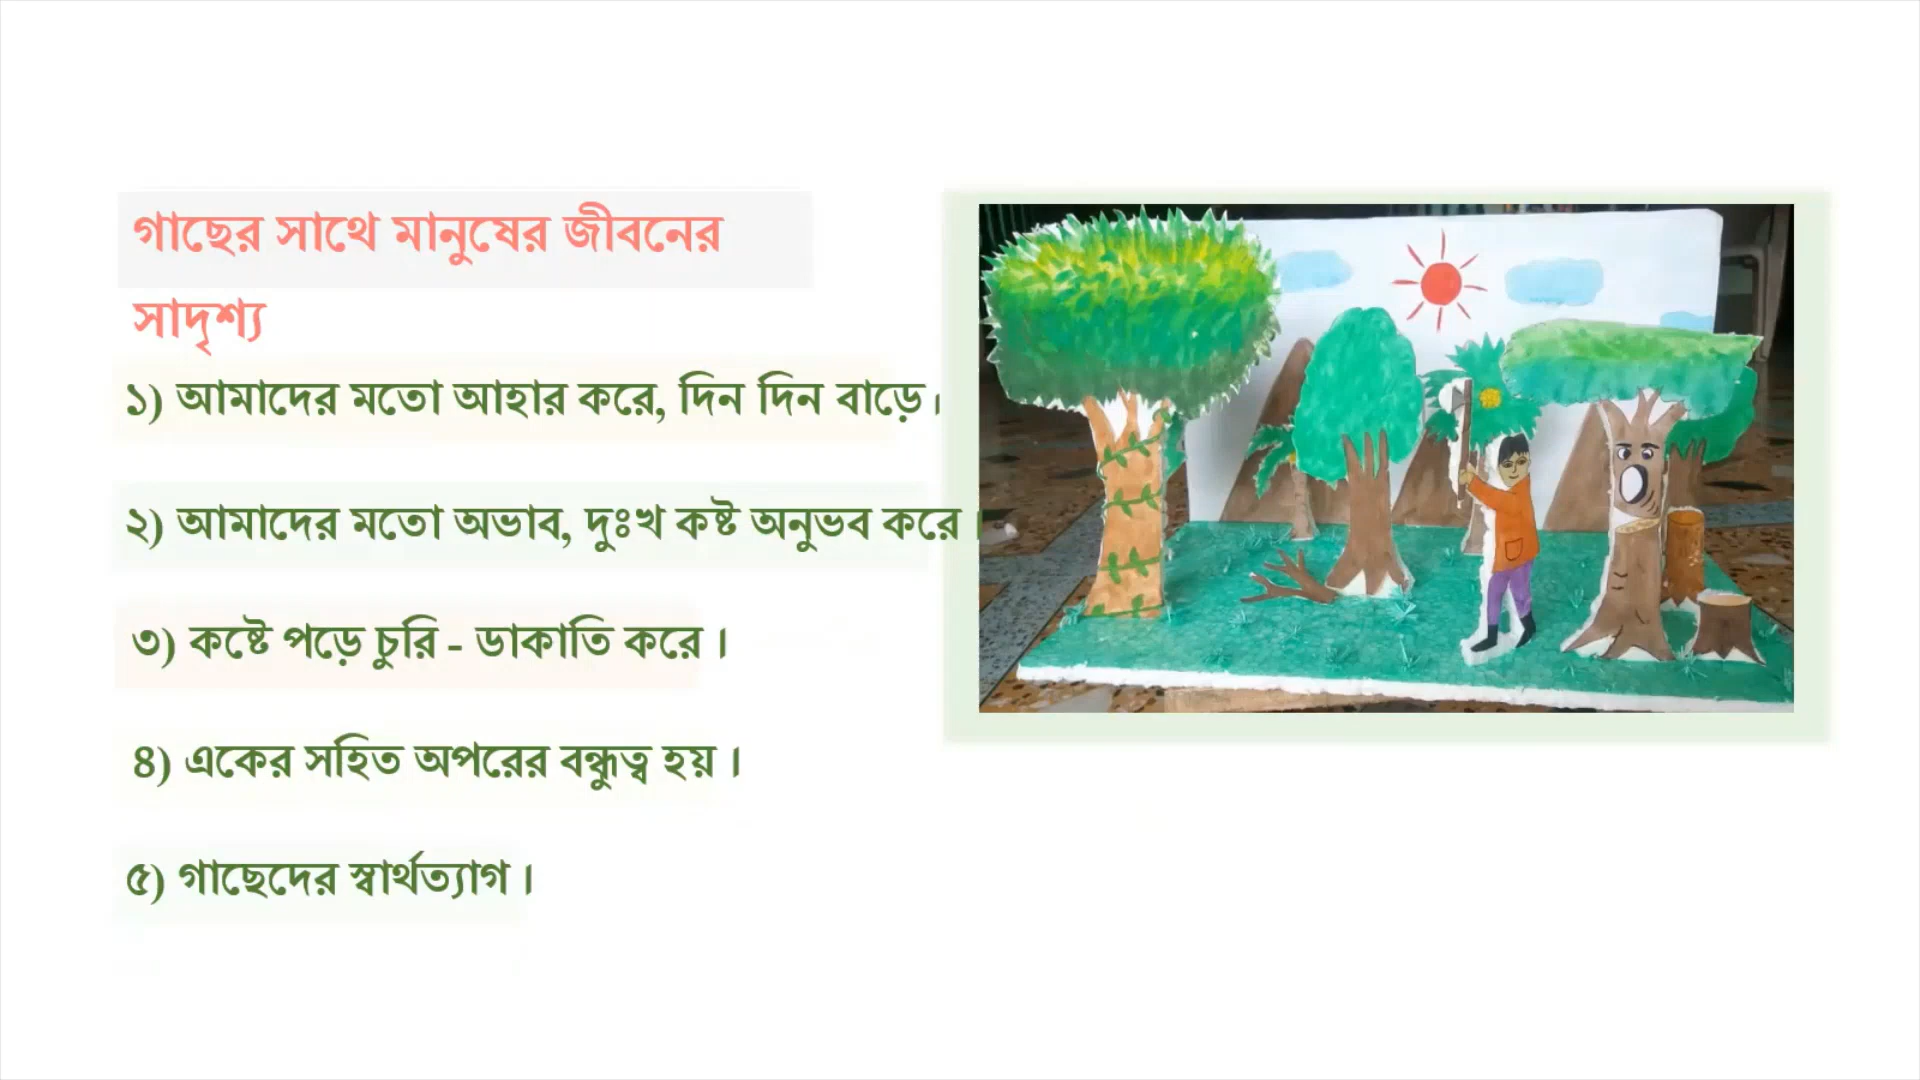 গাছের সাথে মানুষের জীবনের
সাদৃশ্য
১) আমাদের মতো আহার করে, দিন দিন বাড়ে।
২) আমাদের মতো অভাব, দুঃখ কষ্ট অনুভব করে।
৩) কষ্টে পড়ে চুরি - ডাকাতি করে।
৪) একের সহিত অপরের বন্ধুত্ব হয়।
৫) গাছেদের স্বার্থত্যাগ।